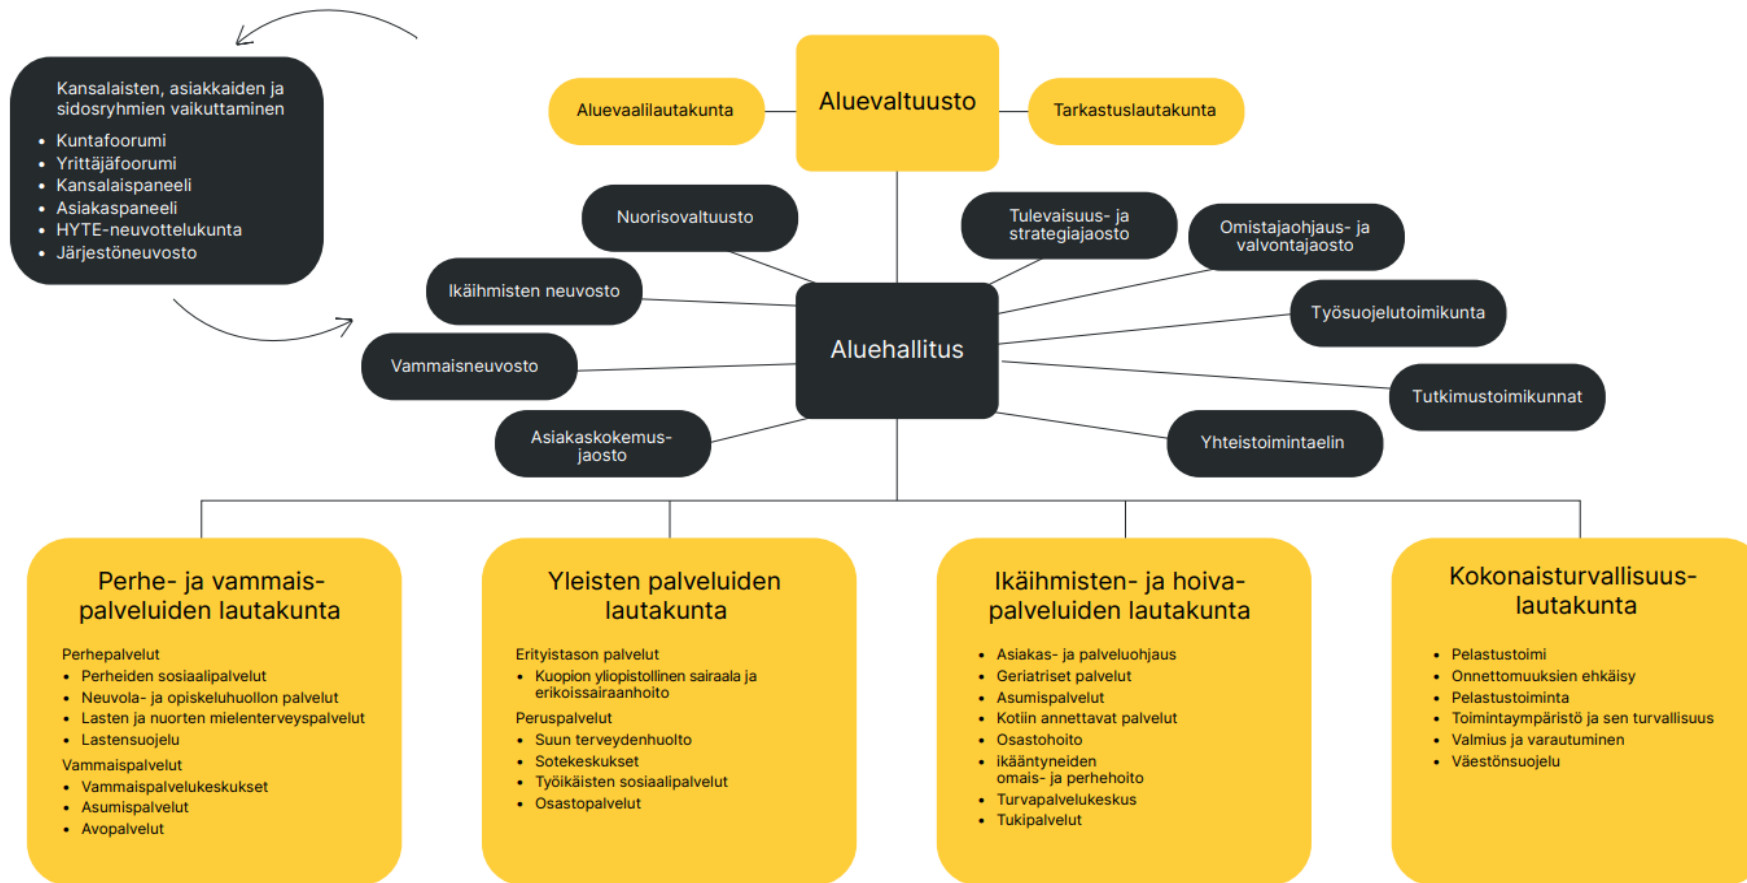 Kansalaisten, asiakkaiden ja
sidosryhmien vaikuttaminen
• Kuntafoorumi
• Yrittäjäfoorumi
• Kansalaispaneeli
• Asiakaspaneeli
• HYTE-neuvottelukunta
• Järjestöneuvosto
Aluevaalilautakunta
Aluevaltuusto
Tarkastuslautakunta
Nuorisovaltuusto
Ikäihmisten neuvosto
Vammaisneuvosto
Asiakaskokemus-
jaosto
Aluehallitus
Tulevaisuus- ja
strategiajaosto
Omistajaohjaus- ja
valvontajaosto
Työsuojelutoimikunta
Tutkimustoimikunnat
Yhteistoimintaelin
Perhe- ja vammais-
palveluiden lautakunta
Perhepalvelut
• Perheiden sosiaalipalvelut
• Neuvola- ja opiskeluhuollon palvelut
• Lasten ja nuorten mielenterveyspalvelut
• Lastensuojelu
Vammaispalvelut
• Vammaispalvelukeskukset
• Asumispalvelut
• Avopalvelut
Yleisten palveluiden
lautakunta
Erityistason palvelut
• Kuopion yliopistollinen sairaala ja
erikoissairaanhoito
Peruspalvelut
• Suun terveydenhuolto
• Sotekeskukset
• Työikäisten sosiaalipalvelut
• Osastopalvelut
Ikäihmisten- ja hoiva-
palveluiden lautakunta
• Asiakas- ja palveluohjaus
• Geriatriset palvelut
• Asumispalvelut
• Kotiin annettavat palvelut
• Osastohoito
• ikääntyneiden
omais- ja perhehoito
• Turvapalvelukeskus
• Tukipalvelut
Kokonaisturvallisuus-
lautakunta
• Pelastustoimi
• Onnettomuuksien ehkäisy
• Pelastustoiminta
• Toimintaympäristö ja sen turvallisuus
• Valmius ja varautuminen
• Väestönsuojelu